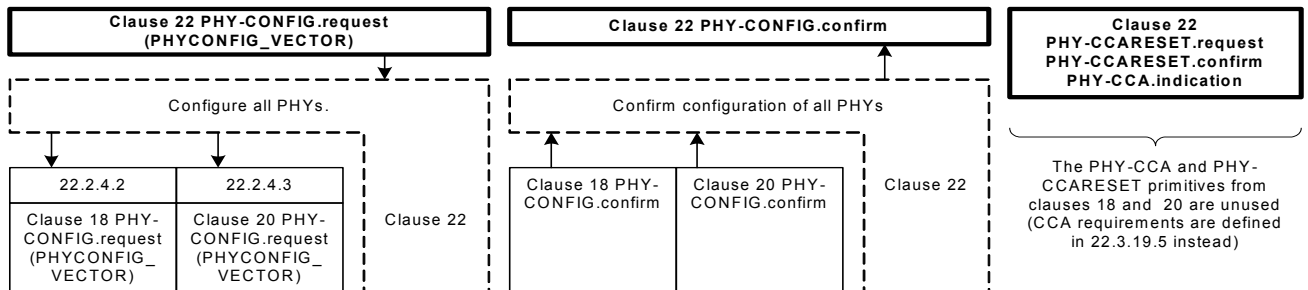 Clause 22 PHY-CONFIG.request
(PHYCONFIG_VECTOR)
Configure all PHYs.
22.2.4.2
22.2.4.3
Clause 18 PHY-
CONFIG.request
(PHYCONFIG_
VECTOR)
Clause 20 PHY-
CONFIG.request
(PHYCONFIG_
VECTOR)
Clause 22
Clause 22 PHY-CONFIG.confirm
Confirm configuration of all PHYs
Clause 18 PHY-
CONFIG.confirm
Clause 20 PHY-
CONFIG.confirm
Clause 22
Clause 22
PHY-CCARESET.request
PHY-CCARESET.confirm
PHY-CCA.indication
The PHY-CCA and PHY-
CCARESET primitives from
clauses 18 and 20 are unused
(CCA requirements are defined
in 22.3.19.5 instead)